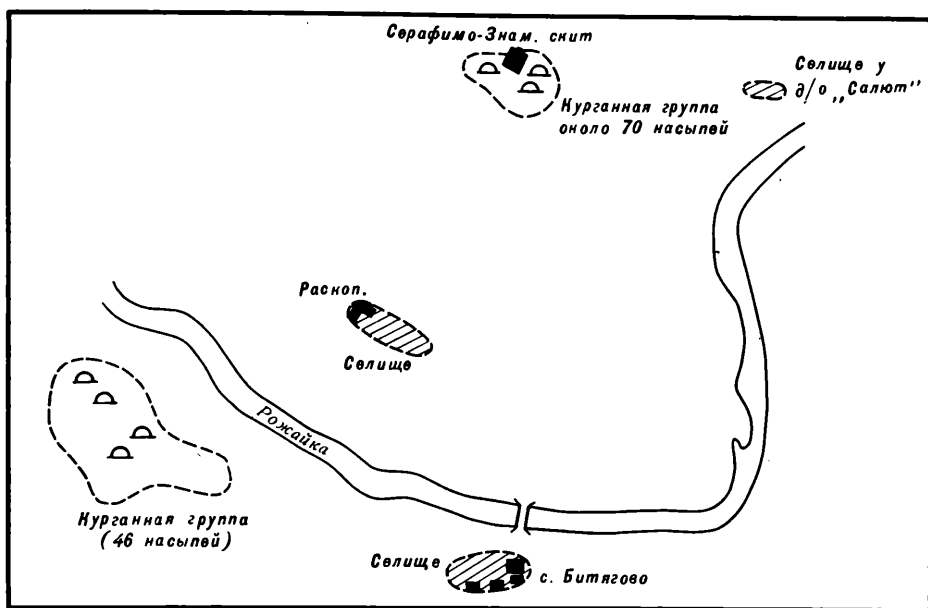 Серафимо-Знам. скит
Селище у
д/о „Салют"
Курганная группа
около 70 насыпей
Раскоп.
Селище
Рожайка
Курганная группа
(46 насыпей)
Селище
с. Битягово